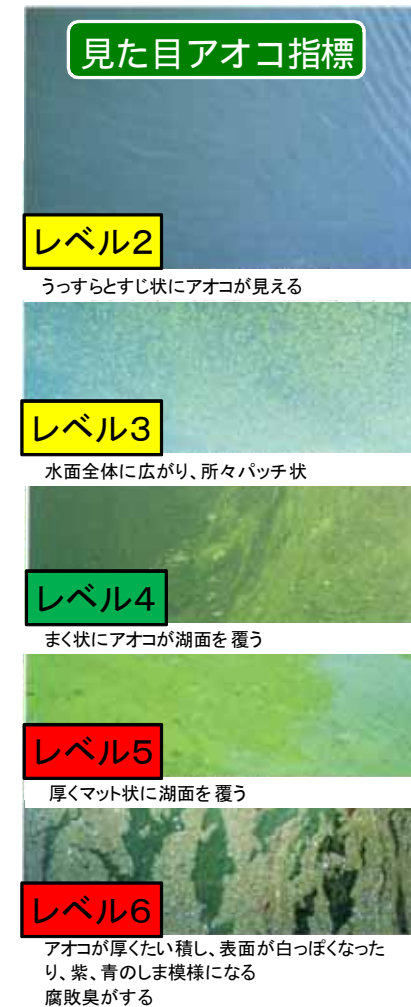 見た目アオコ指標
レベル2
うっすらとすじ状にアオコが見える
レベル3
水面全体に広がり、所々パッチ状
レベル4
まく状にアオコが湖面を覆う
レベル5
厚くマット状に湖面を覆う
レベル6
アオコが厚くたい積し、表面が白っぽくなった
り、紫、青のしま模様になる
腐敗臭がする